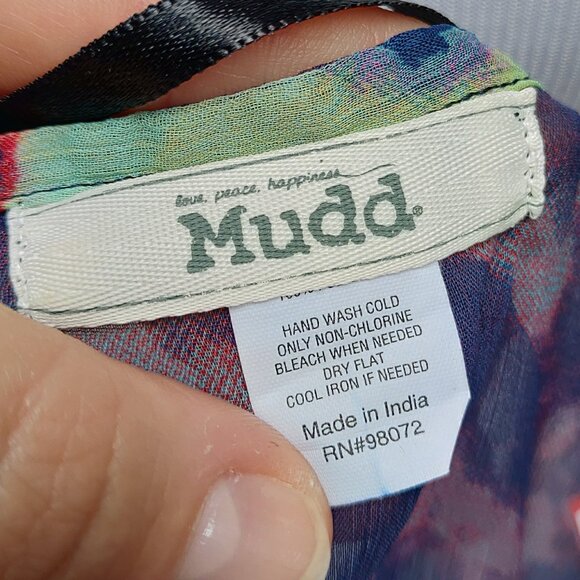 love, peace, happiness
Mudd®
HAND WASH COLD
ONLY NON-CHLORINE
BLEACH WHEN NEEDED
DRY FLAT
COOL IRON IF NEEDED
Made in India
RN#98072